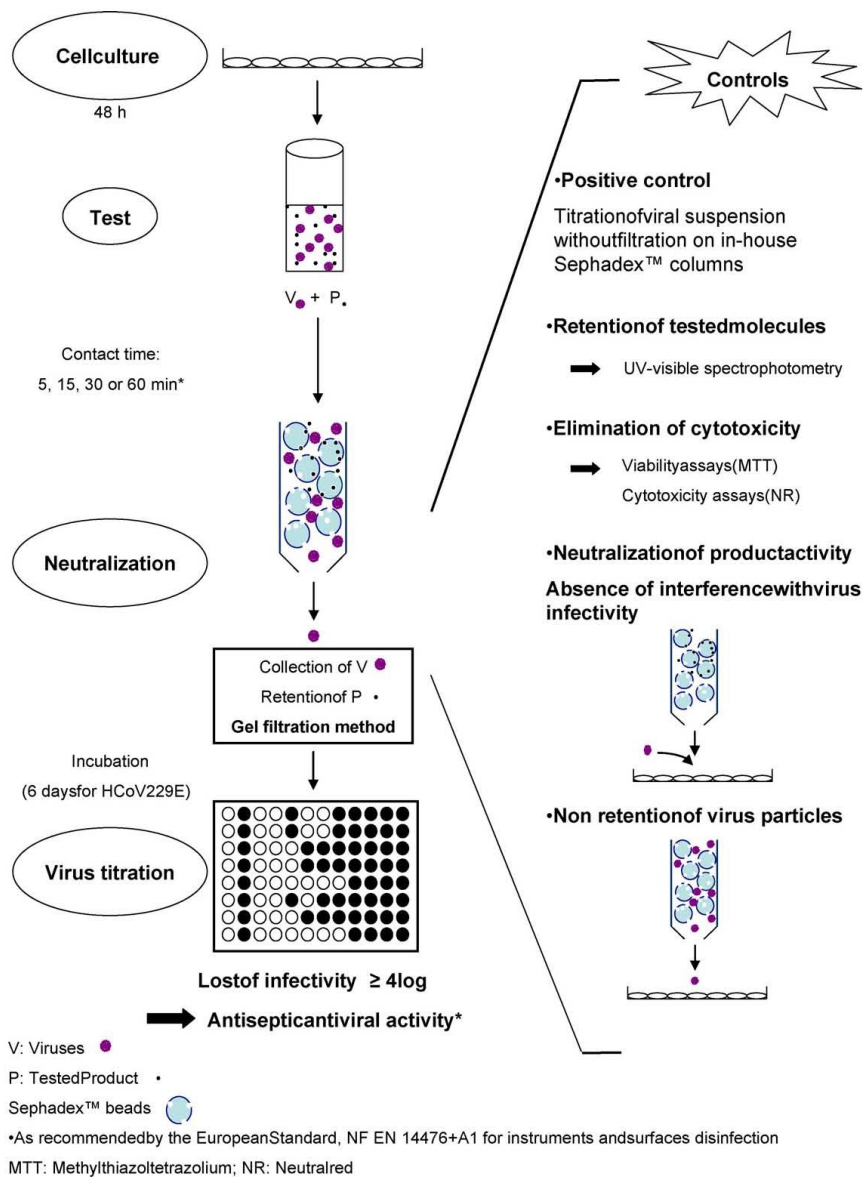 Cellculture
48 h
Test
V + P
Contact time:
5, 15, 30 or 60 min*
Neutralization
Collection of V
Retentionof P
Gel filtration method
Incubation
(6 daysfor HCoV229E)
Virus titration
Lostof infectivity ≥ 4log
Antisepticantiviral activity*
Controls
•Positive control
Titrationofviral suspension
withoutfiltration on in-house
Sephadex™ columns
•Retentionof testedmolecules
UV-visible spectrophotometry
•Elimination of cytotoxicity
Viabilityassays(MTT)
Cytotoxicity assays(NR)
•Neutralizationof productactivity
Absence of interferencewithvirus
infectivity
•Non retentionof virus particles
V: Viruses
P: TestedProduct
Sephadex™ beads
•As recommendedby the EuropeanStandard, NF EN 14476+A1 for instruments andsurfaces disinfection
MTT: Methylthiazoltetrazolium; NR: Neutralred